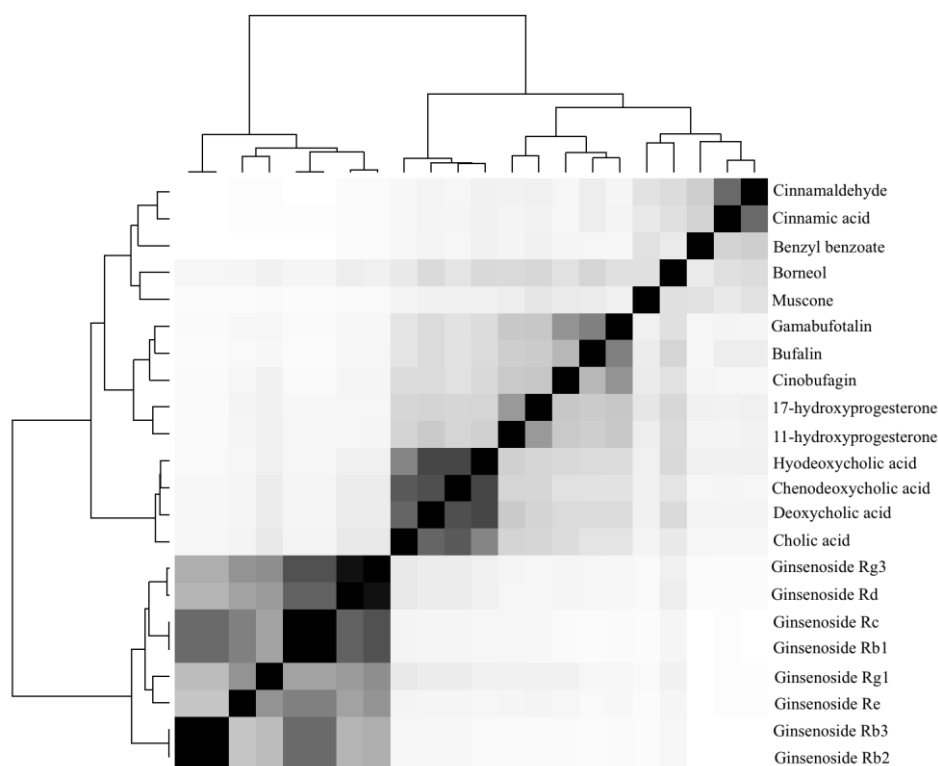 Cinnamaldehyde
Cinnamic acid
Benzyl benzoate
Borneol
Muscone
Gamabufotalin
Bufalin
Cinobufagin
17-hydroxyprogesterone
11-hydroxyprogesterone
Hyodeoxycholic acid
Chenodeoxycholic acid
Deoxycholic acid
Cholic acid
Ginsenoside Rg3
Ginsenoside Rd
Ginsenoside Rc
Ginsenoside Rb1
Ginsenoside Rg1
Ginsenoside Re
Ginsenoside Rb3
Ginsenoside Rb2